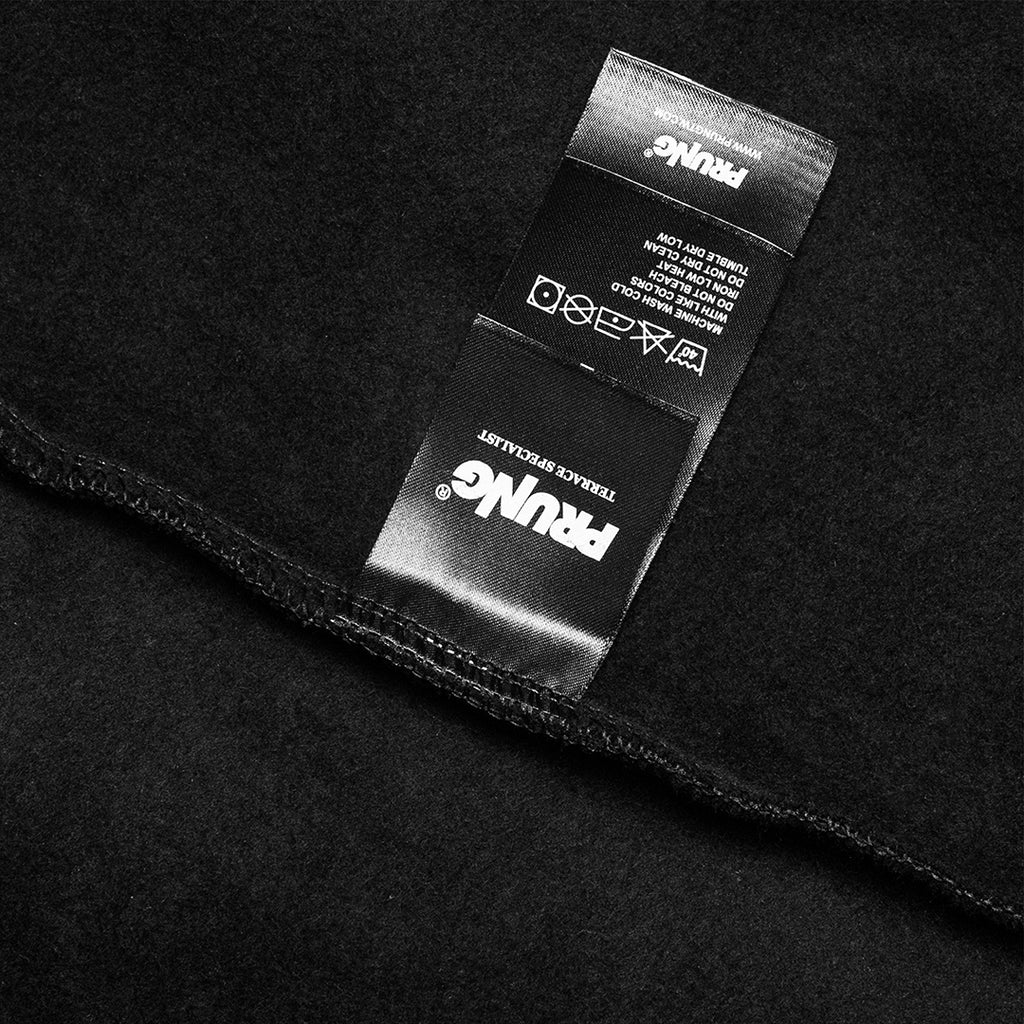 PRUNG®
TERRACE SPECIALIST
40°
MACHINE WASH COLD
WITH LIKE COLORS
DO NOT BLEACH
IRON LOW HEAT
DO NOT DRY CLEAN
TUMBLE DRY LOW
PRUNG®
WWW.PRUNGTW.COM